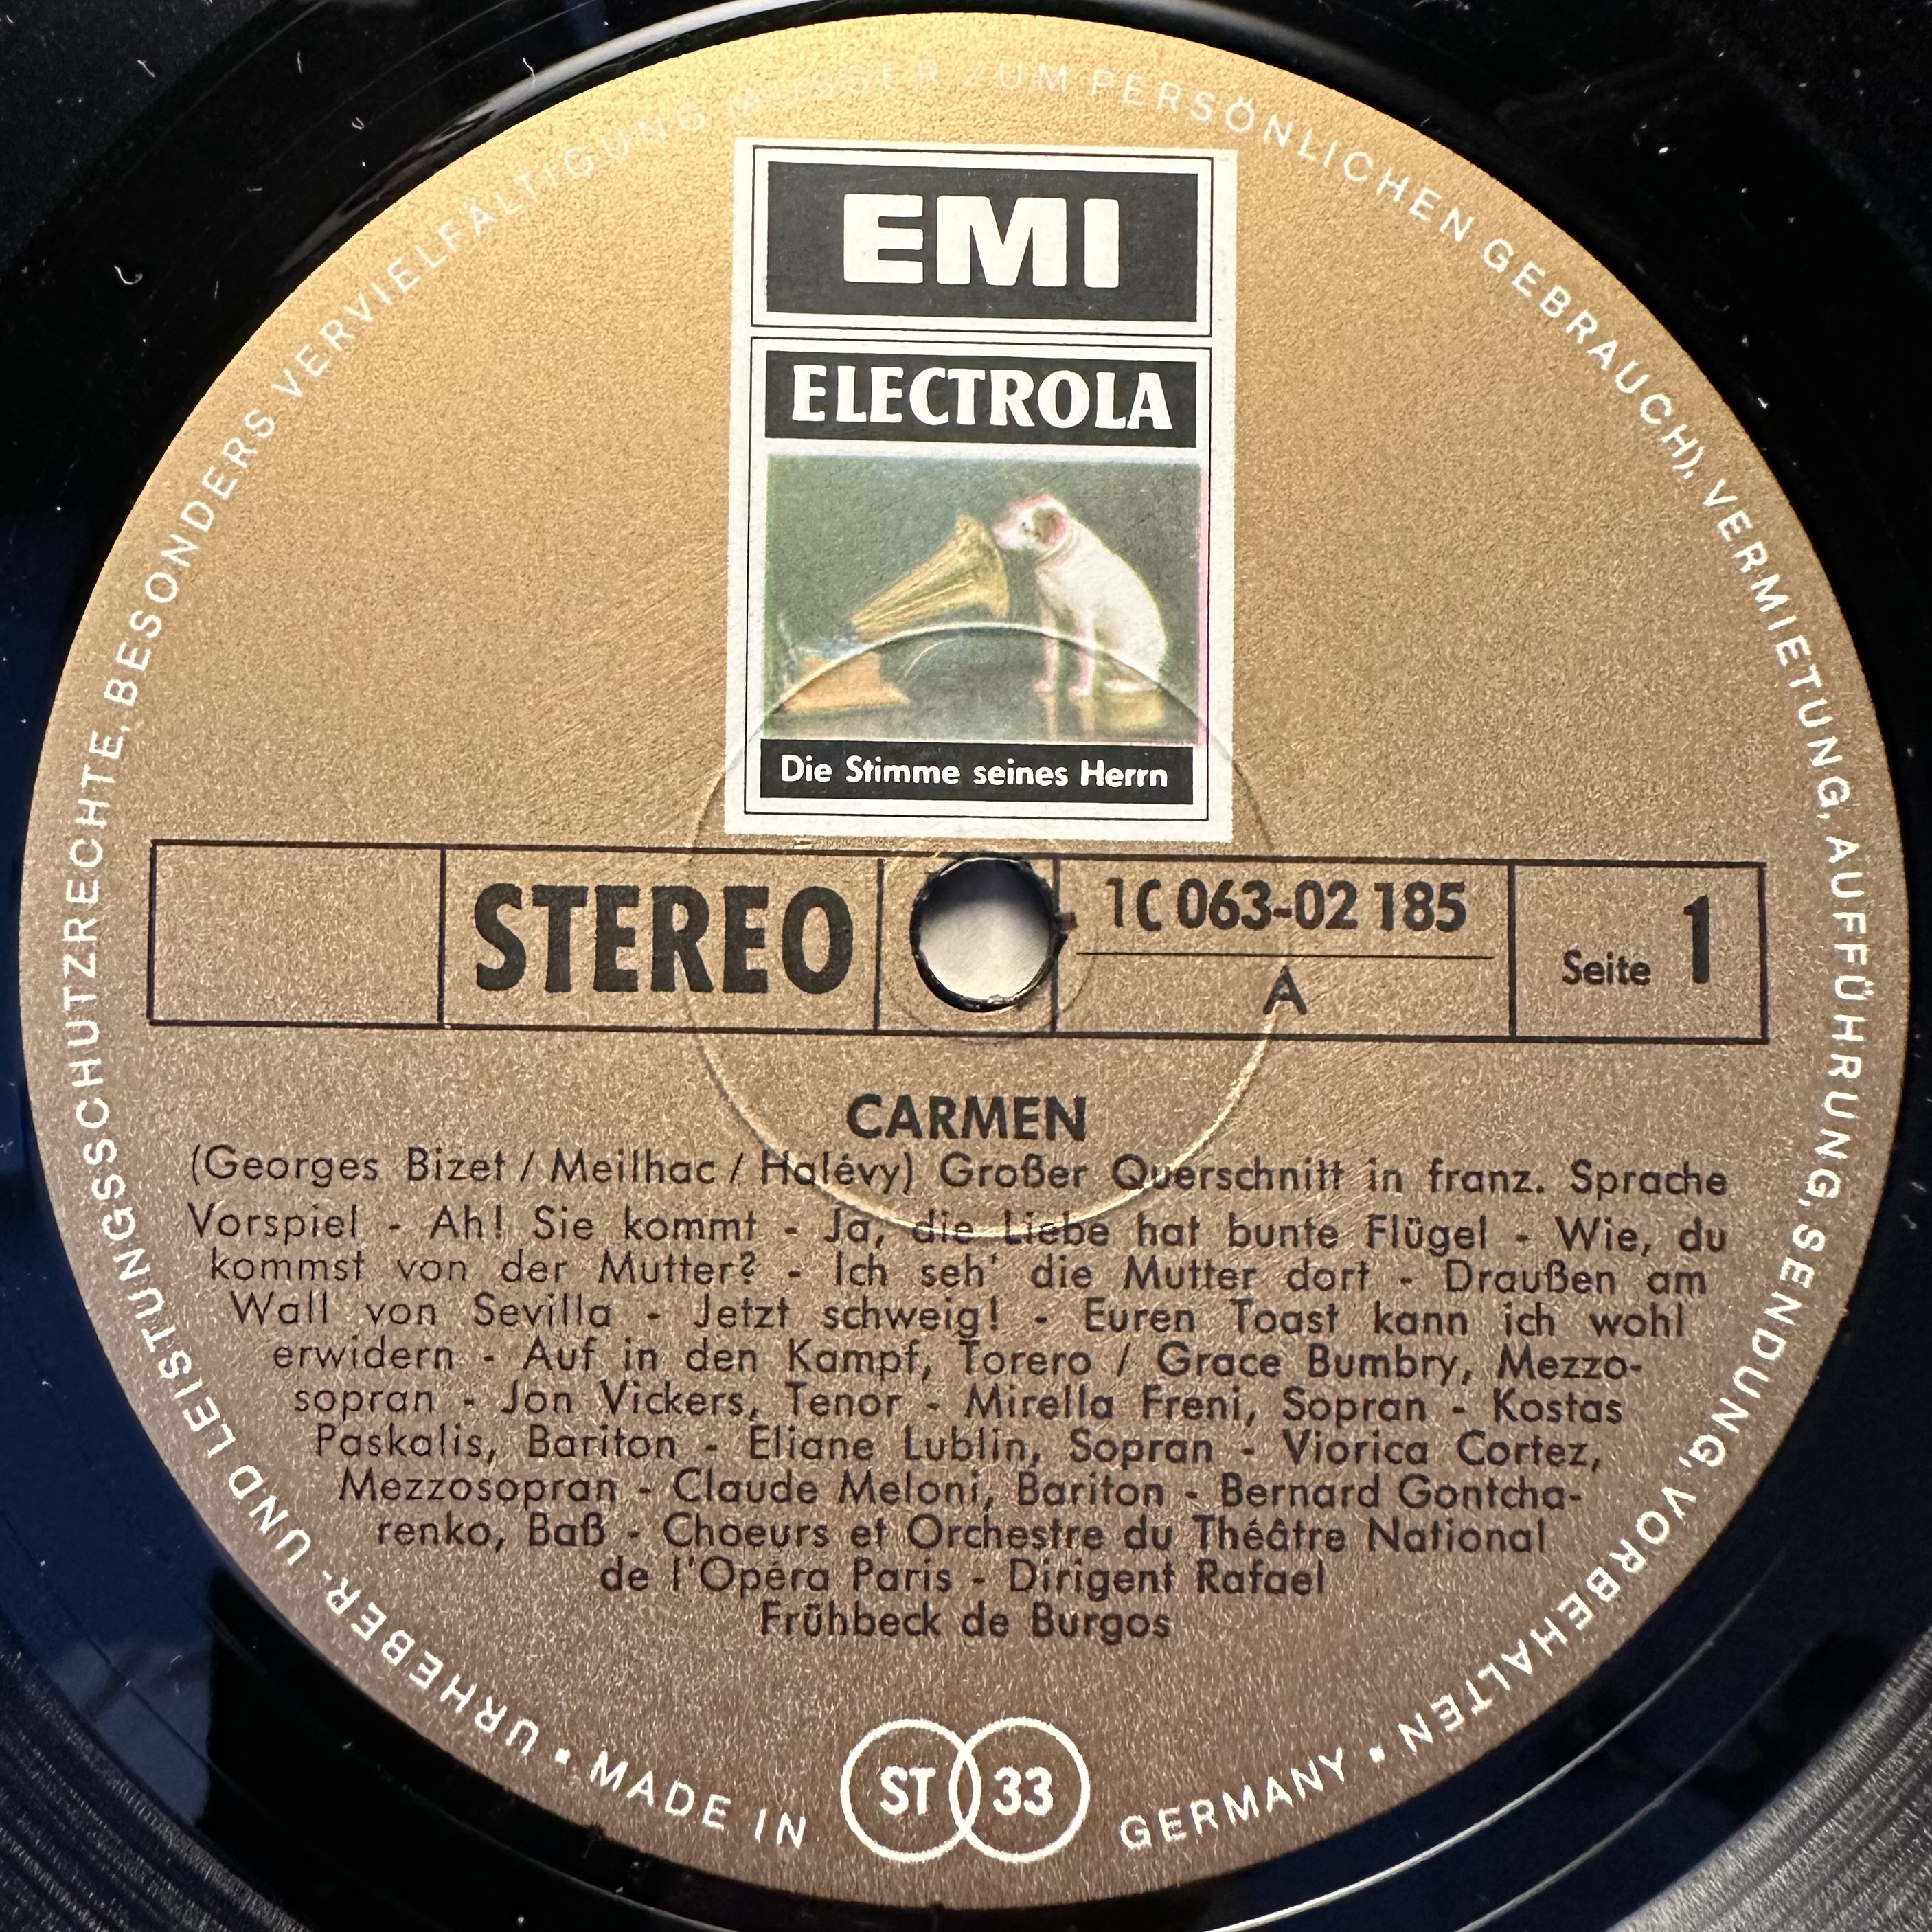 EMI
ELECTROLA
Die Stimme seines Herrn
STEREO
1C 063-02 185
A
Seite 1
CARMEN
(Georges Bizet / Meilhac / Halévy) Großer Querschnitt in franz. Sprache
Vorspiel - Ah! Sie kommt - Ja, die Liebe hat bunte Flügel - Wie, du
kommst von der Mutter? - Ich seh' die Mutter dort - Draußen am
Wall von Sevilla - Jetzt schweig! - Euren Toast kann ich wohl
erwidern - Auf in den Kampf, Torero / Grace Bumbry, Mezzo-
sopran - Jon Vickers, Tenor - Mirella Freni, Sopran - Kostas
Paskalis, Bariton - Eliane Lublin, Sopran - Viorica Cortez,
Mezzosopran - Claude Meloni, Bariton - Bernard Gontcha-
renko, Baß - Choeurs et Orchestre du Théâtre National
de l'Opéra Paris - Dirigent Rafael
Frühbeck de Burgos
ST 33
URHEBER- UND LEISTUNGSSCHUTZRECHTE, BESONDERS VERVIELFÄLTIGUNG (AUSSER ZUM PERSÖNLICHEN GEBRAUCH), VERMIETUNG, AUFFÜHRUNG, SENDUNG, VORBEHALTEN
• MADE IN GERMANY •